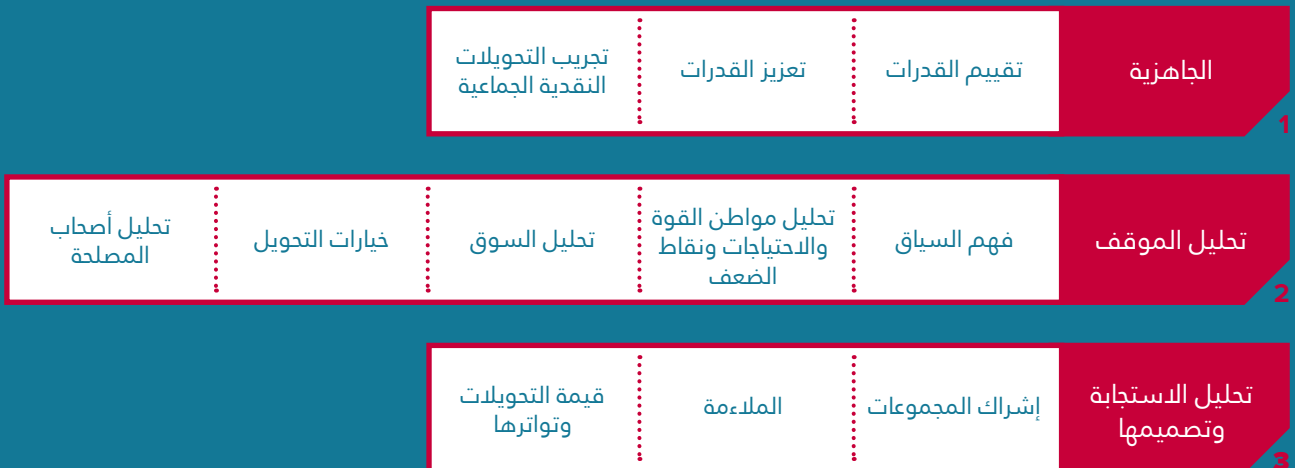 الجاهزية
1
تقييم القدرات
تعزيز القدرات
تجريب التحويلات
النقدية الجماعية
تحليل الموقف
2
فهم السياق
تحليل مواطن القوة
والاحتياجات ونقاط
الضعف
تحليل السوق
خيارات التحويل
تحليل أصحاب
المصلحة
تحليل الاستجابة
وتصميمها
3
إشراك المجموعات
الملاءمة
قيمة التحويلات
وتواترها